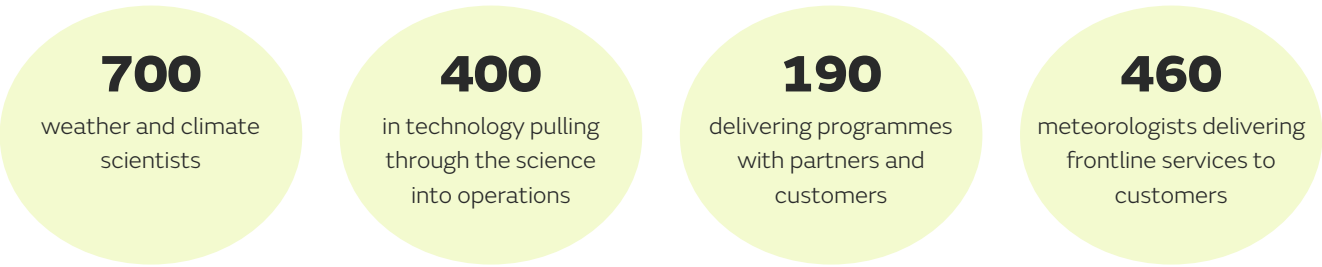 700
weather and climate
scientists
400
in technology pulling
through the science
into operations
190
delivering programmes
with partners and
customers
460
meteorologists delivering
frontline services to
customers